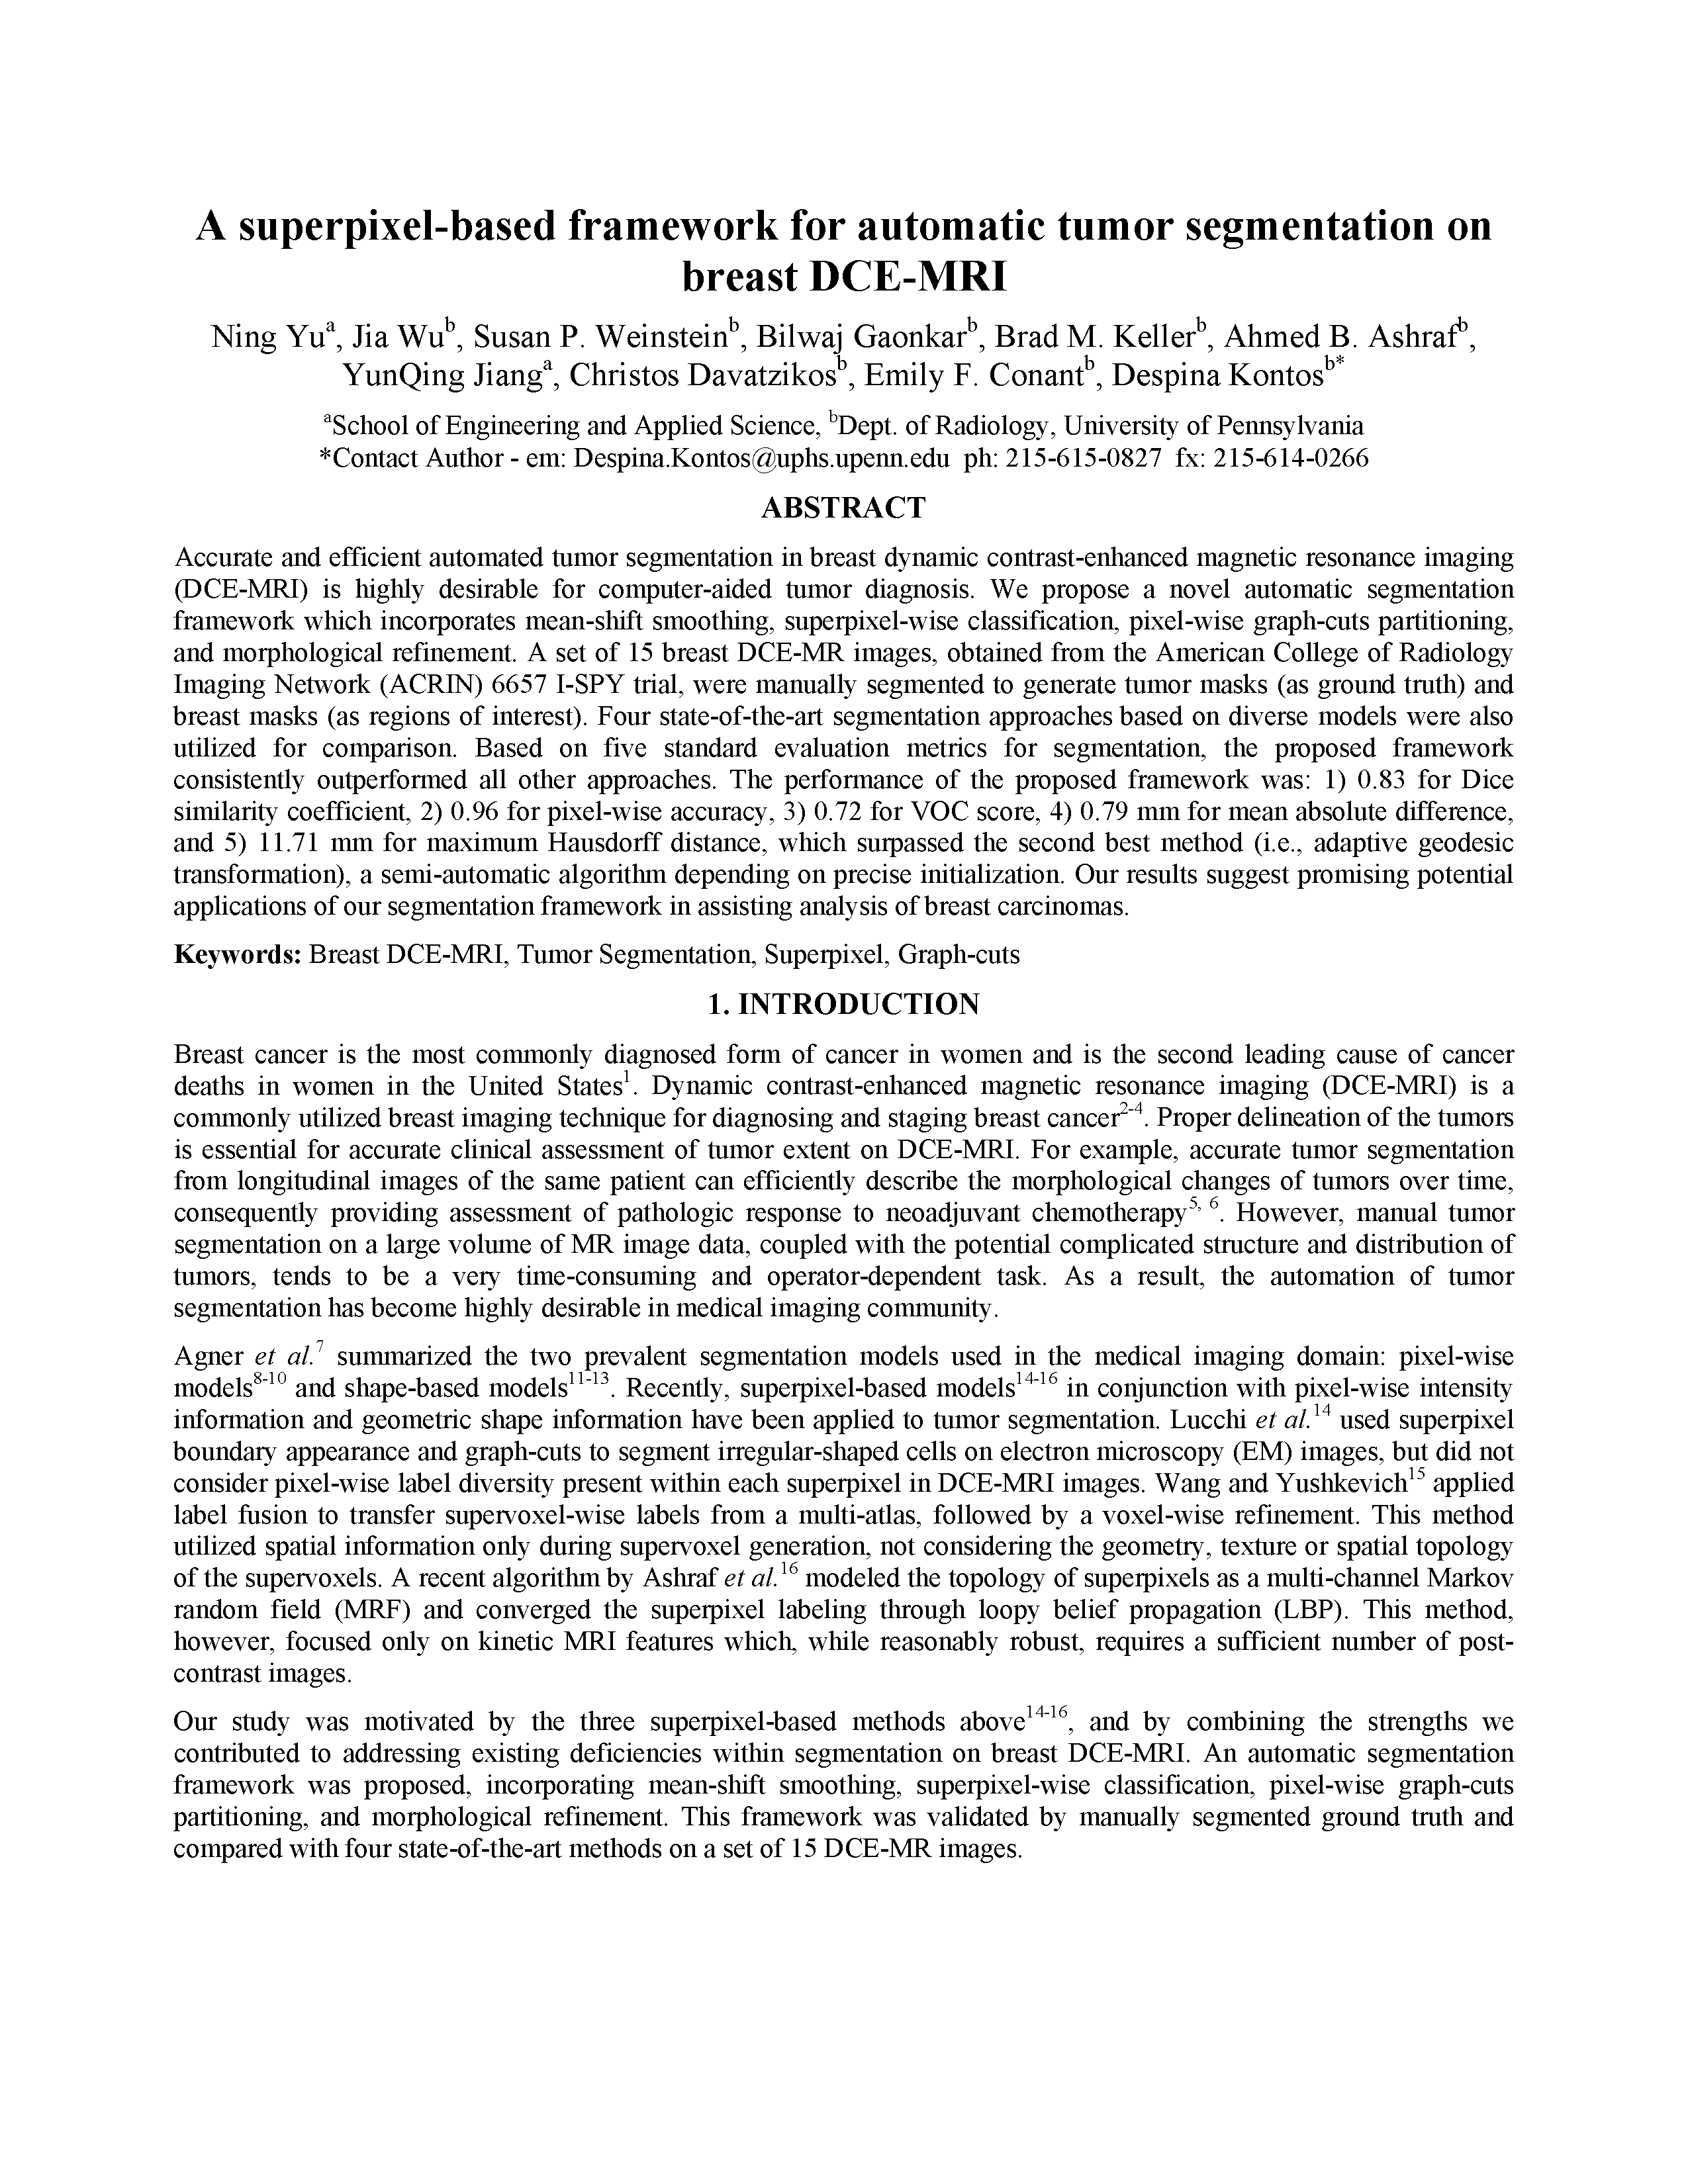 A superpixel-based framework for automatic tumor segmentation on
breast DCE-MRI
Ning Yuᵃ, Jia Wuᵇ, Susan P. Weinsteinᵇ, Bilwaj Gaonkarᵇ, Brad M. Kellerᵇ, Ahmed B. Ashrafᵇ,
YunQing Jiangᵃ, Christos Davatzikosᵇ, Emily F. Conantᵇ, Despina Kontosᵇ*
ᵃSchool of Engineering and Applied Science, ᵇDept. of Radiology, University of Pennsylvania
*Contact Author - em: Despina.Kontos@uphs.upenn.edu ph: 215-615-0827 fx: 215-614-0266
ABSTRACT
Accurate and efficient automated tumor segmentation in breast dynamic contrast-enhanced magnetic resonance imaging
(DCE-MRI) is highly desirable for computer-aided tumor diagnosis. We propose a novel automatic segmentation
framework which incorporates mean-shift smoothing, superpixel-wise classification, pixel-wise graph-cuts partitioning,
and morphological refinement. A set of 15 breast DCE-MR images, obtained from the American College of Radiology
Imaging Network (ACRIN) 6657 I-SPY trial, were manually segmented to generate tumor masks (as ground truth) and
breast masks (as regions of interest). Four state-of-the-art segmentation approaches based on diverse models were also
utilized for comparison. Based on five standard evaluation metrics for segmentation, the proposed framework
consistently outperformed all other approaches. The performance of the proposed framework was: 1) 0.83 for Dice
similarity coefficient, 2) 0.96 for pixel-wise accuracy, 3) 0.72 for VOC score, 4) 0.79 mm for mean absolute difference,
and 5) 11.71 mm for maximum Hausdorff distance, which surpassed the second best method (i.e., adaptive geodesic
transformation), a semi-automatic algorithm depending on precise initialization. Our results suggest promising potential
applications of our segmentation framework in assisting analysis of breast carcinomas.
Keywords: Breast DCE-MRI, Tumor Segmentation, Superpixel, Graph-cuts
1. INTRODUCTION
Breast cancer is the most commonly diagnosed form of cancer in women and is the second leading cause of cancer
deaths in women in the United States¹. Dynamic contrast-enhanced magnetic resonance imaging (DCE-MRI) is a
commonly utilized breast imaging technique for diagnosing and staging breast cancer²⁻⁴. Proper delineation of the tumors
is essential for accurate clinical assessment of tumor extent on DCE-MRI. For example, accurate tumor segmentation
from longitudinal images of the same patient can efficiently describe the morphological changes of tumors over time,
consequently providing assessment of pathologic response to neoadjuvant chemotherapy⁵, ⁶. However, manual tumor
segmentation on a large volume of MR image data, coupled with the potential complicated structure and distribution of
tumors, tends to be a very time-consuming and operator-dependent task. As a result, the automation of tumor
segmentation has become highly desirable in medical imaging community.
Agner et al.⁷ summarized the two prevalent segmentation models used in the medical imaging domain: pixel-wise
models⁸⁻¹⁰ and shape-based models¹¹⁻¹³. Recently, superpixel-based models¹⁴⁻¹⁶ in conjunction with pixel-wise intensity
information and geometric shape information have been applied to tumor segmentation. Lucchi et al.¹⁴ used superpixel
boundary appearance and graph-cuts to segment irregular-shaped cells on electron microscopy (EM) images, but did not
consider pixel-wise label diversity present within each superpixel in DCE-MRI images. Wang and Yushkevich¹⁵ applied
label fusion to transfer supervoxel-wise labels from a multi-atlas, followed by a voxel-wise refinement. This method
utilized spatial information only during supervoxel generation, not considering the geometry, texture or spatial topology
of the supervoxels. A recent algorithm by Ashraf et al.¹⁶ modeled the topology of superpixels as a multi-channel Markov
random field (MRF) and converged the superpixel labeling through loopy belief propagation (LBP). This method,
however, focused only on kinetic MRI features which, while reasonably robust, requires a sufficient number of post-
contrast images.
Our study was motivated by the three superpixel-based methods above¹⁴⁻¹⁶, and by combining the strengths we
contributed to addressing existing deficiencies within segmentation on breast DCE-MRI. An automatic segmentation
framework was proposed, incorporating mean-shift smoothing, superpixel-wise classification, pixel-wise graph-cuts
partitioning, and morphological refinement. This framework was validated by manually segmented ground truth and
compared with four state-of-the-art methods on a set of 15 DCE-MR images.